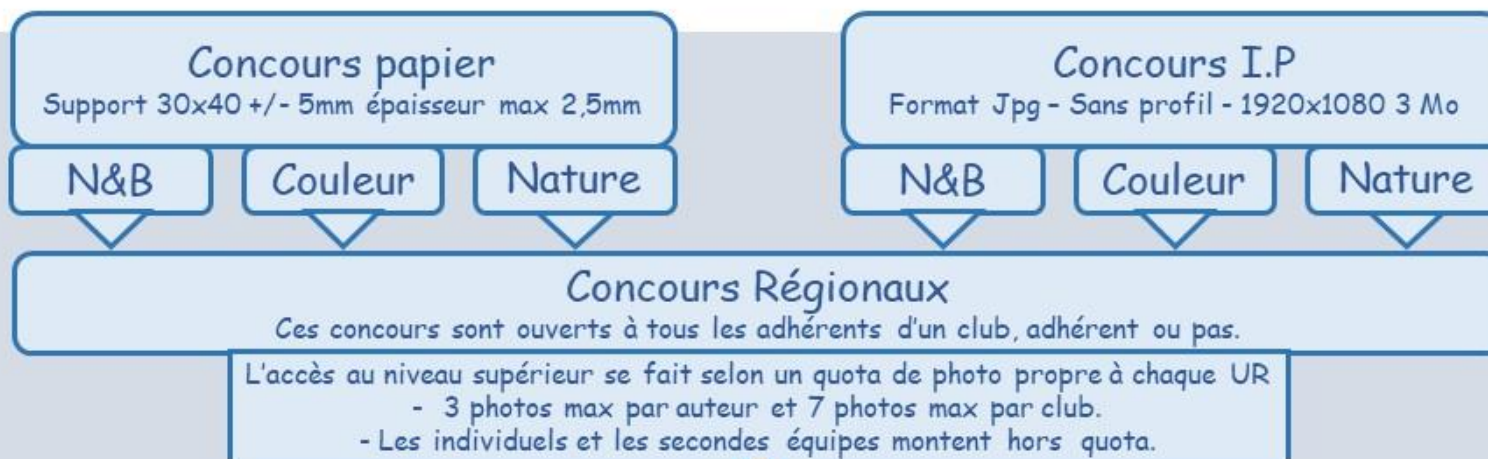 Concours papier
Support 30x40 +/- 5mm épaisseur max 2,5mm
N&B
Couleur
Nature
Concours I.P
Format Jpg – Sans profil - 1920x1080 3 Mo
N&B
Couleur
Nature
Concours Régionaux
Ces concours sont ouverts à tous les adhérents d'un club, adhérent ou pas.
L'accès au niveau supérieur se fait selon un quota de photo propre à chaque UR
- 3 photos max par auteur et 7 photos max par club.
- Les individuels et les secondes équipes montent hors quota.